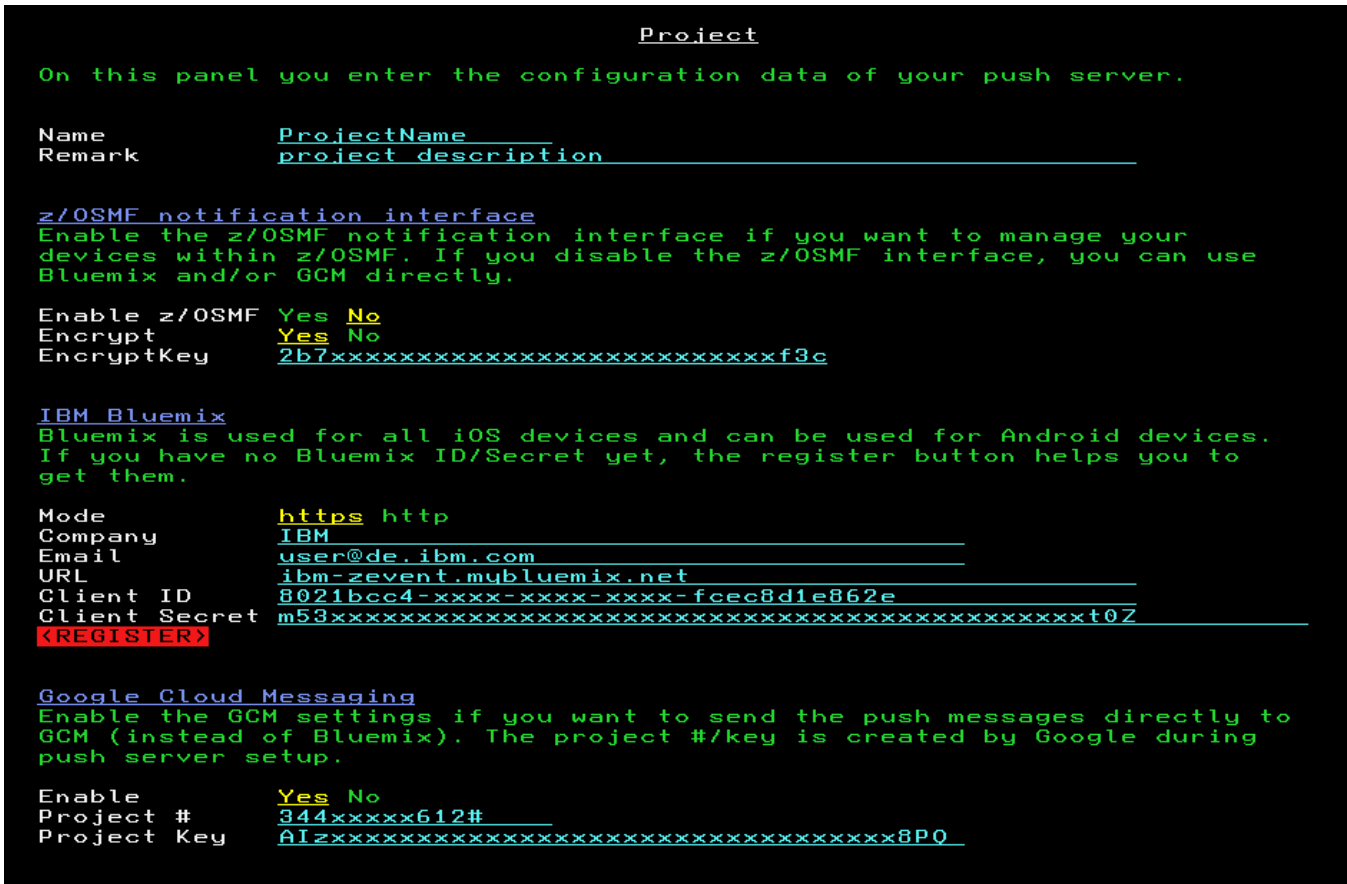 Project
On this panel you enter the configuration data of your push server.
Name ProjectName
Remark project description
z/OSMF notification interface
Enable the z/OSMF notification interface if you want to manage your
devices within z/OSMF. If you disable the z/OSMF interface, you can use
Bluemix and/or GCM directly.
Enable z/OSMF Yes No
Encrypt Yes No
EncryptKey 2b7xxxxxxxxxxxxxxxxxxxxxxxxxxf3c
IBM Bluemix
Bluemix is used for all iOS devices and can be used for Android devices.
If you have no Bluemix ID/Secret yet, the register button helps you to
get them.
Mode https http
Company IBM
Email user@de.ibm.com
URL ibm-zevent.mybluemix.net
Client ID 8021bcc4-xxxx-xxxx-xxxx-fcec8d1e862e
Client Secret m53xxxxxxxxxxxxxxxxxxxxxxxxxxxxxxxxxxxxxxxxxxxxt0Z
<REGISTER>
Google Cloud Messaging
Enable the GCM settings if you want to send the push messages directly to
GCM (instead of Bluemix). The project #/key is created by Google during
push server setup.
Enable Yes No
Project # 344xxxxx612#
Project Key AIzxxxxxxxxxxxxxxxxxxxxxxxxxxxxxxxxx8PQ